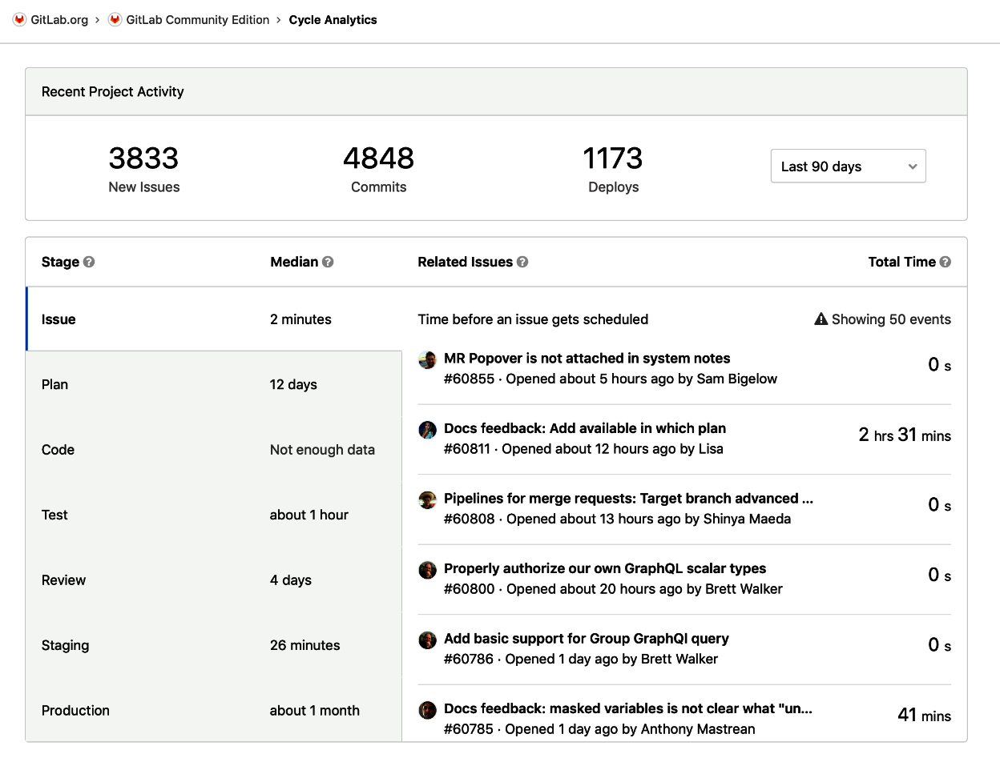 GitLab.org › GitLab Community Edition › Cycle Analytics
Recent Project Activity
3833
New Issues
4848
Commits
1173
Deploys
Last 90 days
Stage
Median
Related Issues
Total Time
Issue
2 minutes
Plan
12 days
Code
Not enough data
Test
about 1 hour
Review
4 days
Staging
26 minutes
Production
about 1 month
Time before an issue gets scheduled
Showing 50 events
MR Popover is not attached in system notes
#60855 · Opened about 5 hours ago by Sam Bigelow
0 s
Docs feedback: Add available in which plan
#60811 · Opened about 12 hours ago by Lisa
2 hrs 31 mins
Pipelines for merge requests: Target branch advanced ...
#60808 · Opened about 13 hours ago by Shinya Maeda
0 s
Properly authorize our own GraphQL scalar types
#60800 · Opened about 20 hours ago by Brett Walker
0 s
Add basic support for Group GraphQl query
#60786 · Opened 1 day ago by Brett Walker
0 s
Docs feedback: masked variables is not clear what "un...
#60785 · Opened 1 day ago by Anthony Mastrean
41 mins